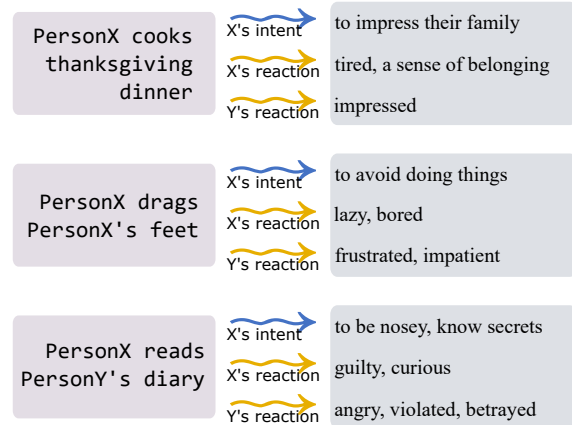 PersonX cooks
thanksgiving
dinner
X's intent
to impress their family
X's reaction
tired, a sense of belonging
Y's reaction
impressed
PersonX drags
PersonX's feet
X's intent
to avoid doing things
X's reaction
lazy, bored
Y's reaction
frustrated, impatient
PersonX reads
PersonY's diary
X's intent
to be nosey, know secrets
X's reaction
guilty, curious
Y's reaction
angry, violated, betrayed